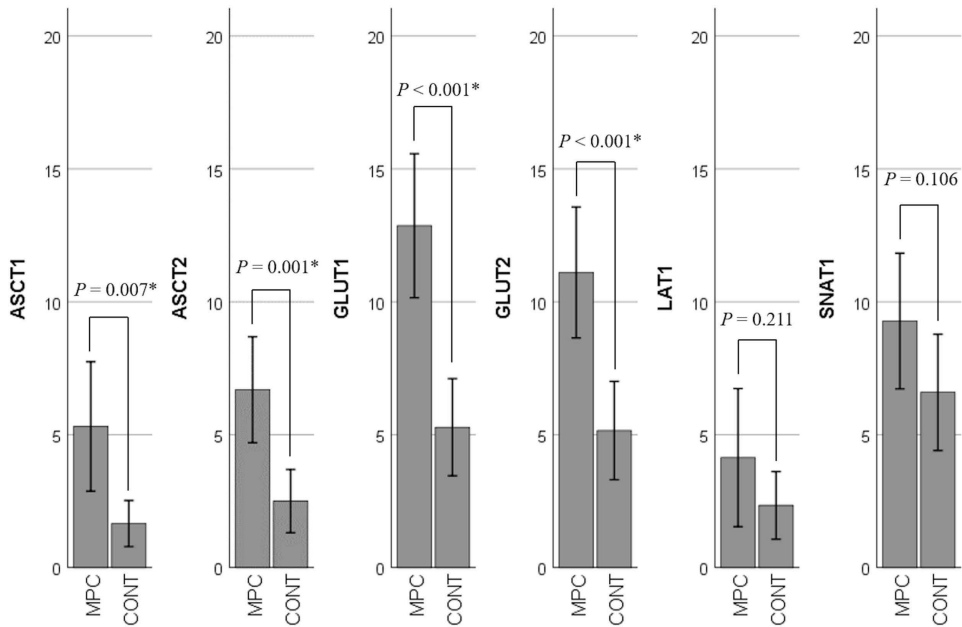 ASCT1
20
15
10
5
0
P = 0.007*
MPC
CONT
ASCT2
20
15
10
5
0
P = 0.001*
MPC
CONT
GLUT1
20
15
10
5
0
P < 0.001*
MPC
CONT
GLUT2
20
15
10
5
0
P < 0.001*
MPC
CONT
LAT1
20
15
10
5
0
P = 0.211
MPC
CONT
SNAT1
20
15
10
5
0
P = 0.106
MPC
CONT